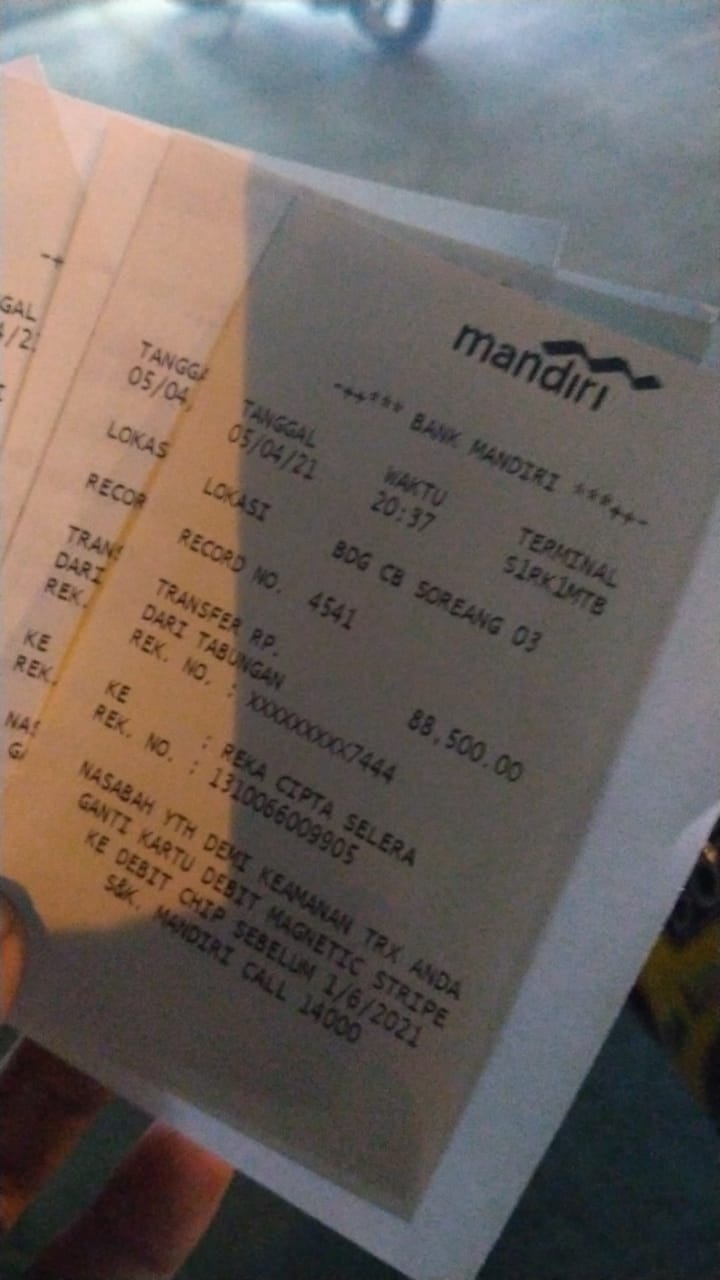 mandiri
-++*** BANK MANDIRI ***++-
TANGGAL WAKTU TERMINAL
05/04/21 20:37 S1RK1MTB
LOKASI BDG CB SOREANG 03
RECORD NO. 4541
TRANSFER RP. 88,500.00
DARI TABUNGAN
REK. NO. : XXXXXXXXX7444
KE : REKA CIPTA SELERA
REK. NO. : 1310066009905
NASABAH YTH DEMI KEAMANAN TRX ANDA
GANTI KARTU DEBIT MAGNETIC STRIPE
KE DEBIT CHIP SEBELUM 1/6/2021
S&K. MANDIRI CALL 14000
TANGGA
05/04,
LOKAS
RECOR
TRANS
DARI
REK.
KE
REK.
NAS
GA
GAL
4/21